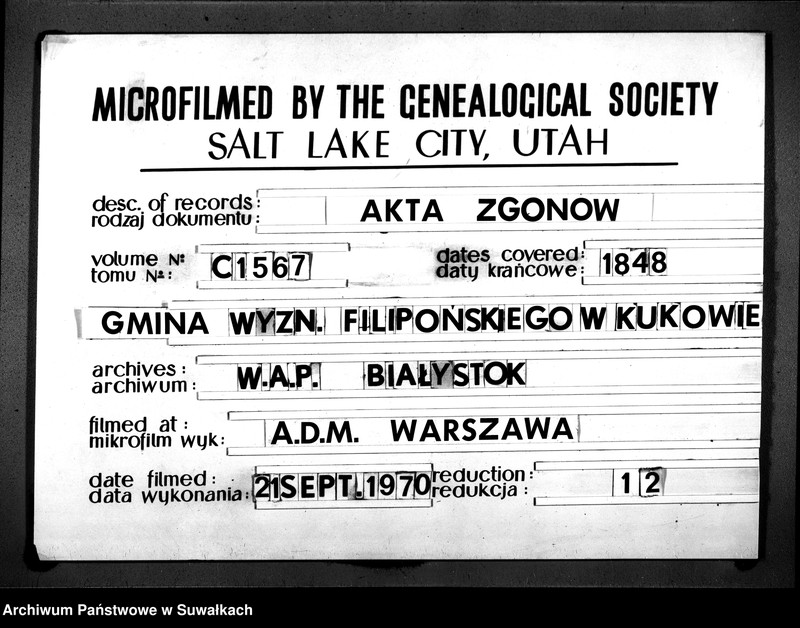 MICROFILMED BY THE GENEALOGICAL SOCIETY
SALT LAKE CITY, UTAH
desc. of records:
rodzaj dokumentu:
AKTA ZGONOW
volume No:
tomu No:
C1567
dates covered:
daty krańcowe:
1848
GMINA WYZN. FILIPOŃSKIEGO W KUKOWIE
archives:
archiwum:
W.A.P. BIAŁYSTOK
filmed at:
mikrofilm wyk:
A.D.M. WARSZAWA
date filmed:
data wykonania:
21SEPT.1970
reduction:
redukcja:
12
Archiwum Państwowe w Suwałkach